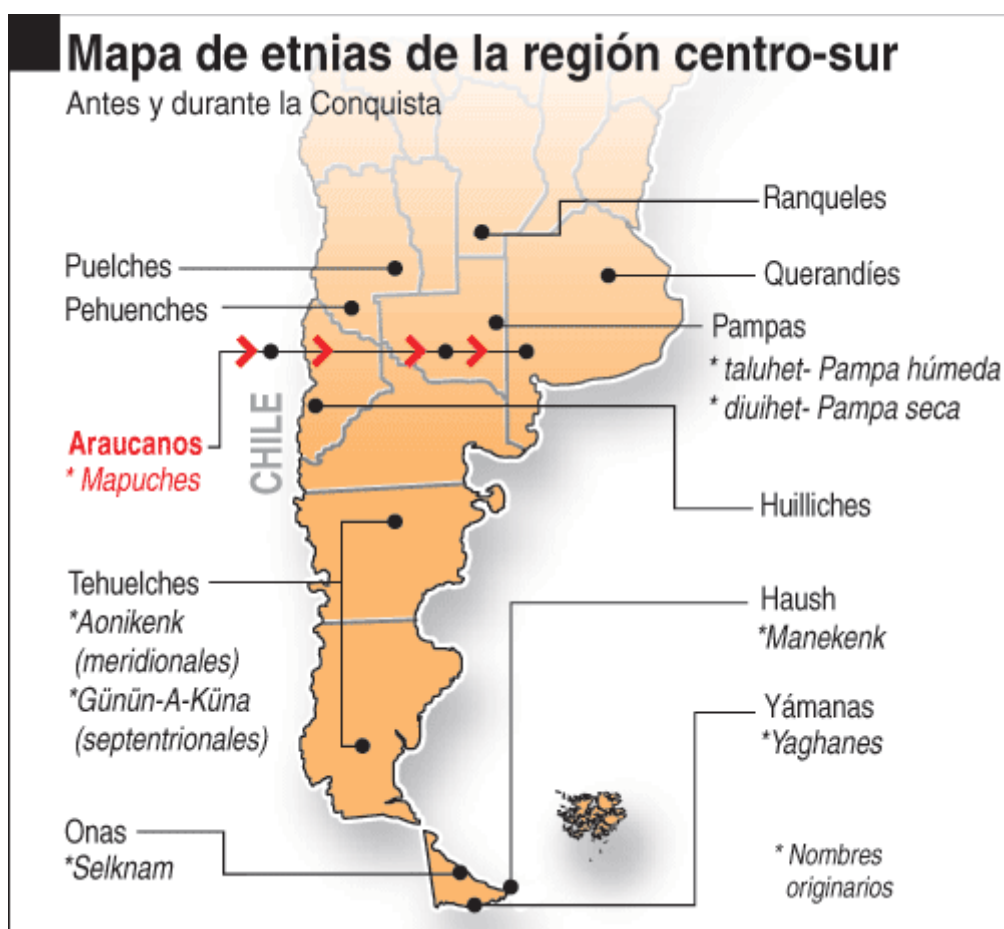 Mapa de etnias de la región centro-sur
Antes y durante la Conquista
Ranqueles
Puelches
Querandíes
Pehuenches
Pampas
* taluhet- Pampa húmeda
* diuihet- Pampa seca
Araucanos
* Mapuches
CHILE
Huilliches
Tehuelches
*Aonikenk
(meridionales)
*Günün-A-Küna
(septentrionales)
Haush
*Manekenk
Yámanas
*Yaghanes
Onas
*Selknam
* Nombres
originarios